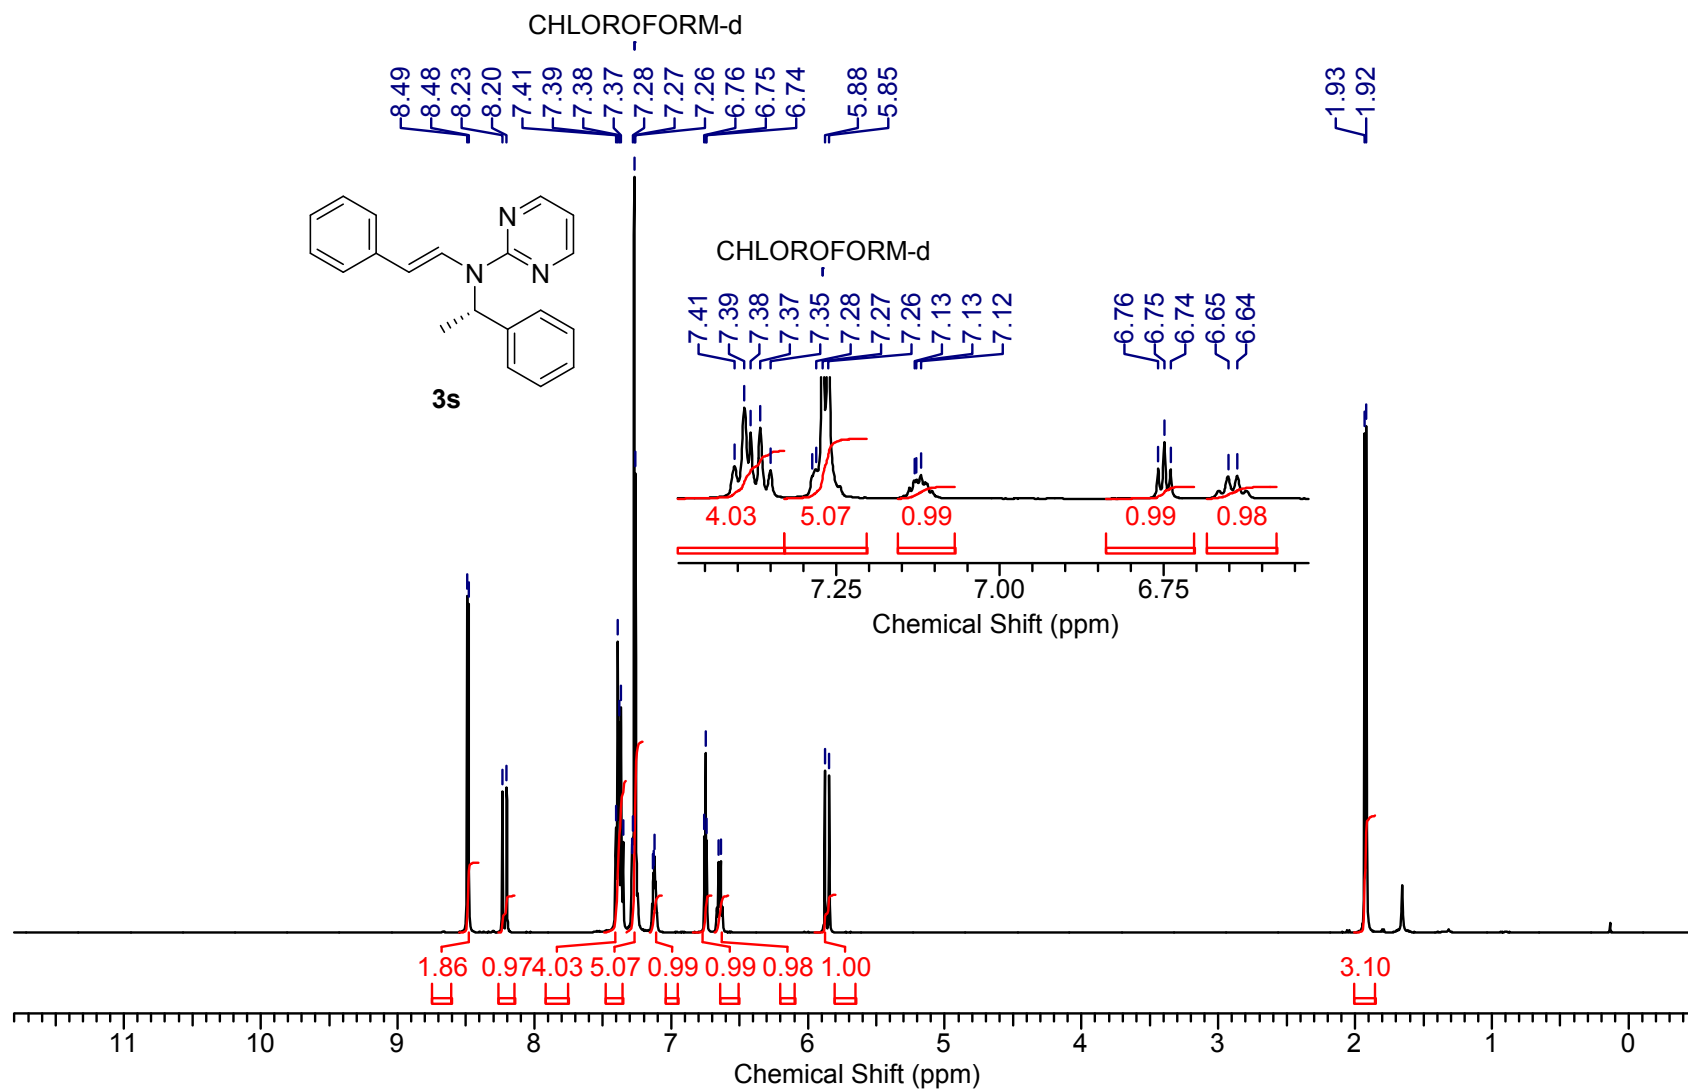 CHLOROFORM-d
8.49 8.48 8.23 8.20 7.41 7.39 7.38 7.37 7.28 7.27 7.26 6.76 6.75 6.74 5.88 5.85 1.93 1.92
N
N
N
3s
CHLOROFORM-d
7.41 7.39 7.38 7.37 7.35 7.28 7.27 7.26 7.13 7.13 7.12 6.76 6.75 6.74 6.65 6.64
4.03 5.07 0.99 0.99 0.98
7.25 7.00 6.75
Chemical Shift (ppm)
1.86 0.97 4.03 5.07 0.99 0.99 0.98 1.00 3.10
11 10 9 8 7 6 5 4 3 2 1 0
Chemical Shift (ppm)